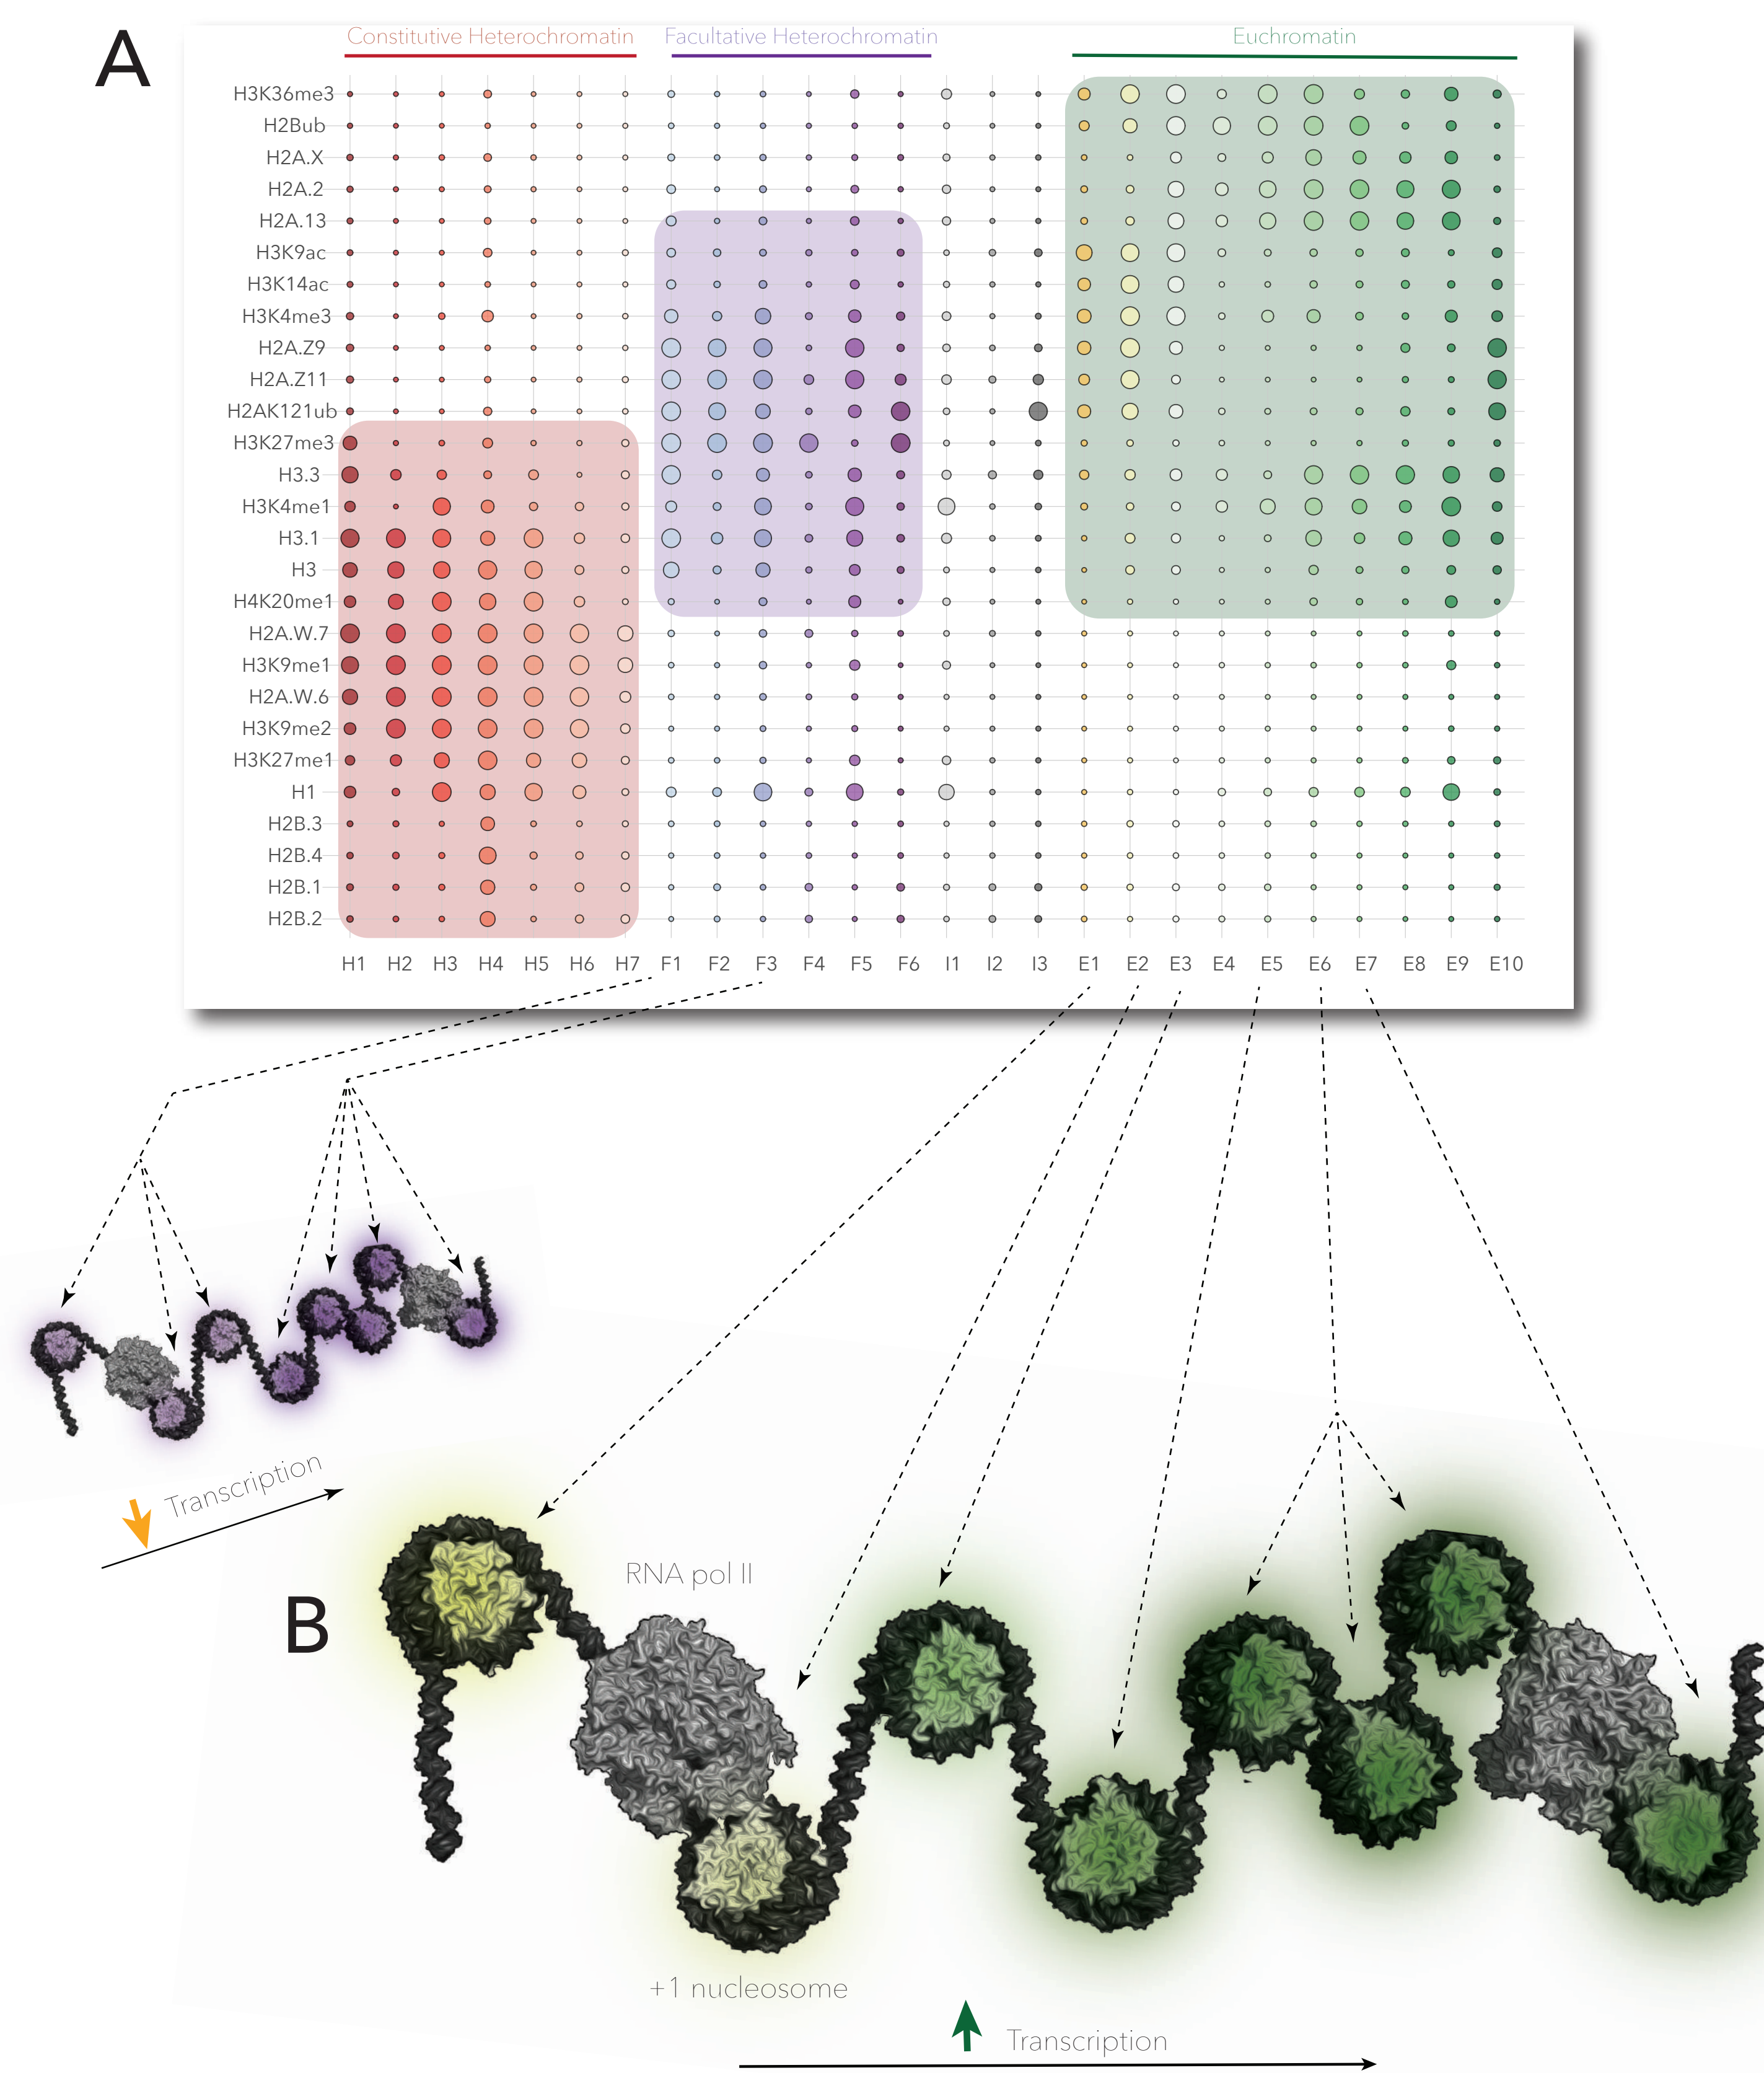 A
Constitutive Heterochromatin Facultative Heterochromatin Euchromatin
H3K36me3
H2Bub
H2A.X
H2A.2
H2A.13
H3K9ac
H3K14ac
H3K4me3
H2A.Z9
H2A.Z11
H2AK121ub
H3K27me3
H3.3
H3K4me1
H3.1
H3
H4K20me1
H2A.W.7
H3K9me1
H2A.W.6
H3K9me2
H3K27me1
H1
H2B.3
H2B.4
H2B.1
H2B.2
H1 H2 H3 H4 H5 H6 H7 F1 F2 F3 F4 F5 F6 I1 I2 I3 E1 E2 E3 E4 E5 E6 E7 E8 E9 E10
Transcription
B
RNA pol II
+1 nucleosome
Transcription